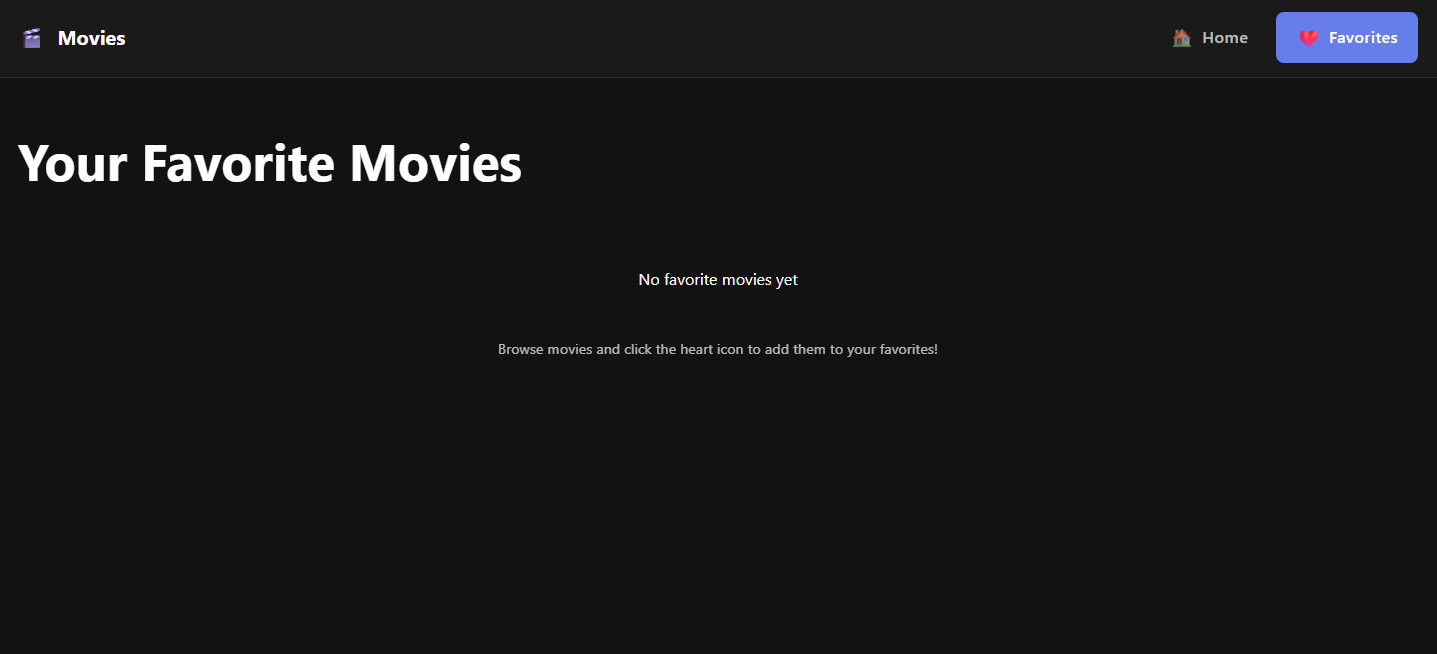 Movies
Home
Favorites
Your Favorite Movies
No favorite movies yet
Browse movies and click the heart icon to add them to your favorites!